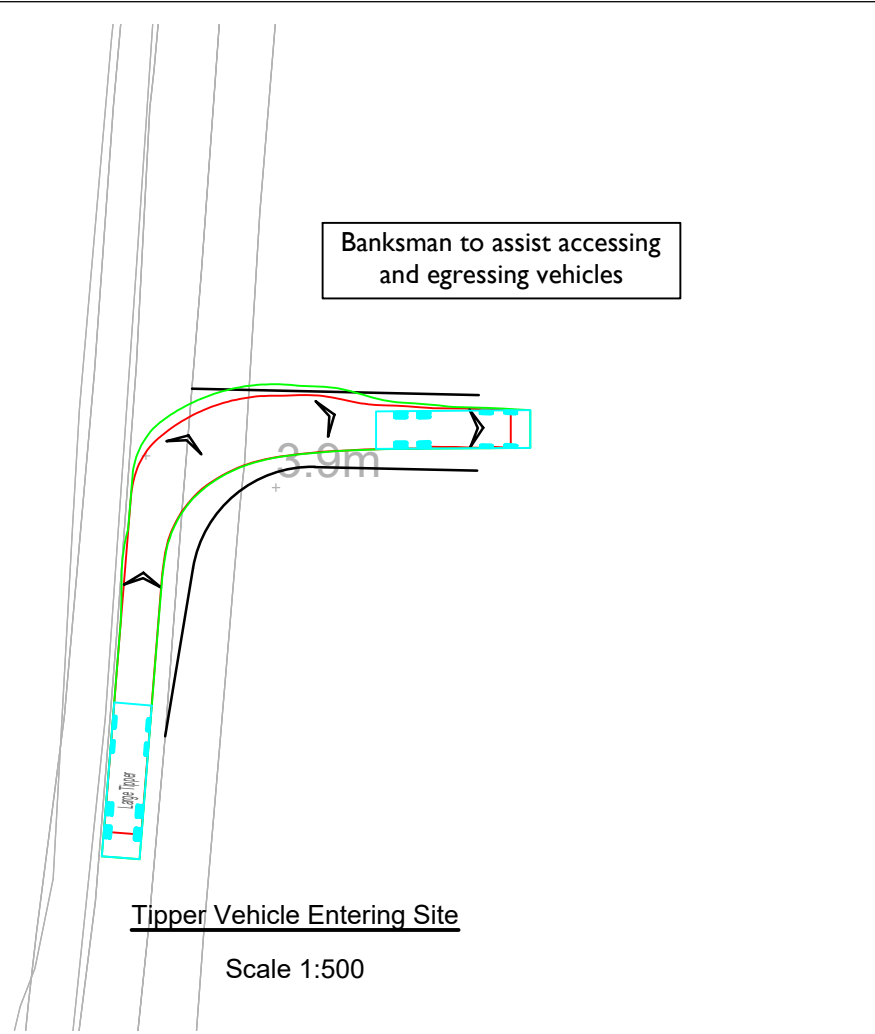 Banksman to assist accessing
and egressing vehicles
3.9m
Large Tipper
Tipper Vehicle Entering Site
Scale 1:500